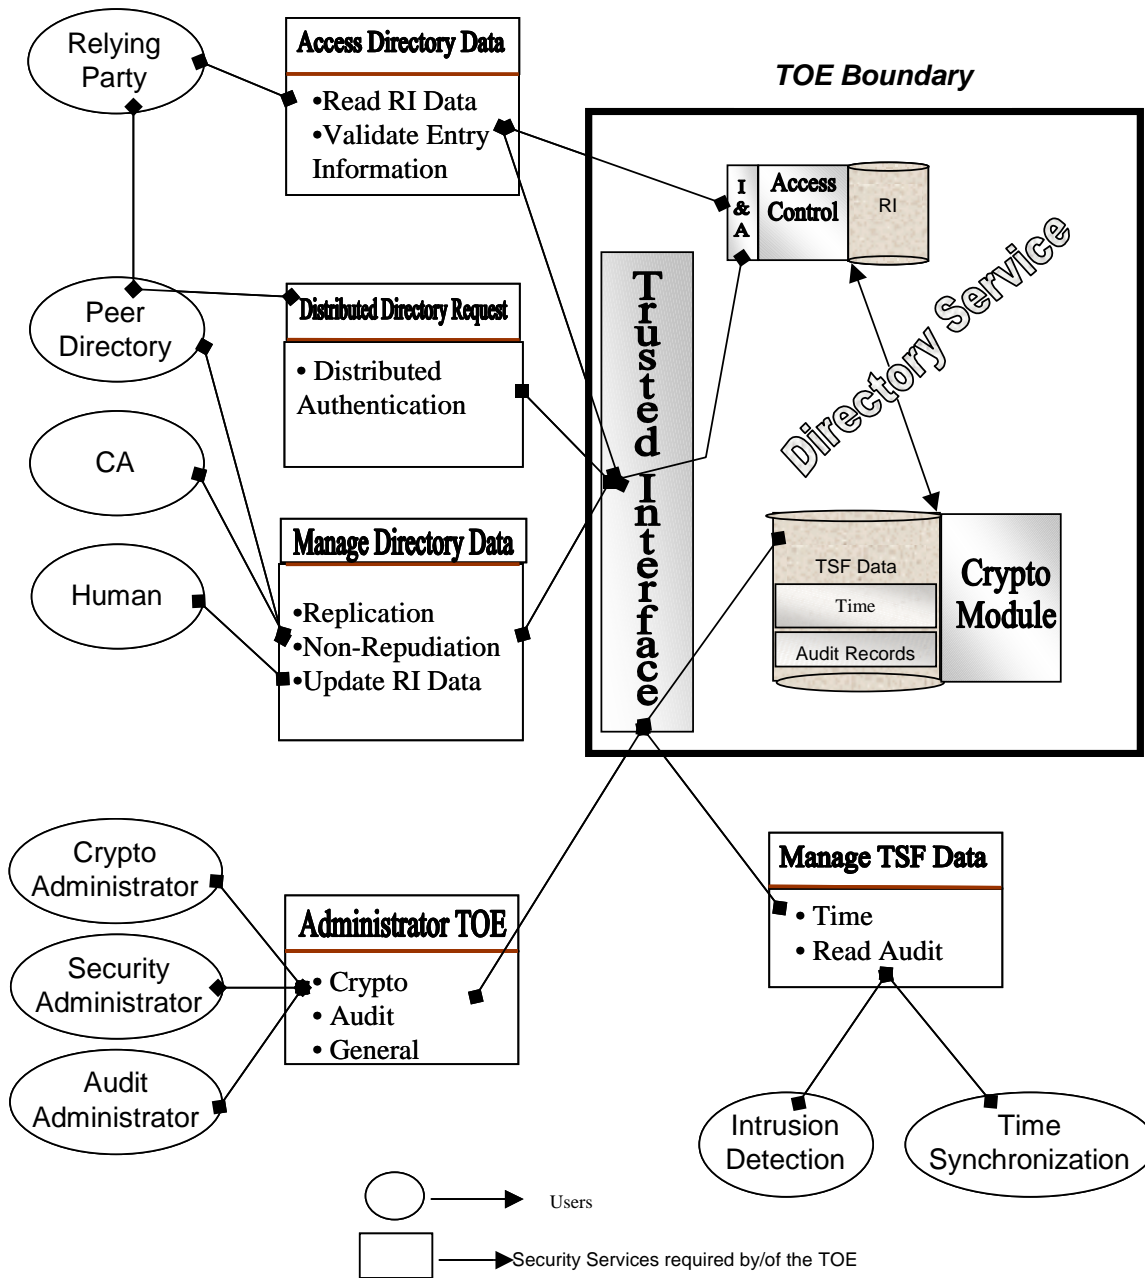 Relying
Party
Access Directory Data
•Read RI Data
•Validate Entry
Information
TOE Boundary
I
&
A
Access
Control
RI
Directory Service
Trusted Interface
Peer
Directory
Distributed Directory Request
• Distributed
Authentication
CA
Manage Directory Data
•Replication
•Non-Repudiation
•Update RI Data
Human
TSF Data
Time
Audit Records
Crypto
Module
Crypto
Administrator
Security
Administrator
Audit
Administrator
Administrator TOE
• Crypto
• Audit
• General
Manage TSF Data
• Time
• Read Audit
Intrusion
Detection
Time
Synchronization
Users
Security Services required by/of the TOE